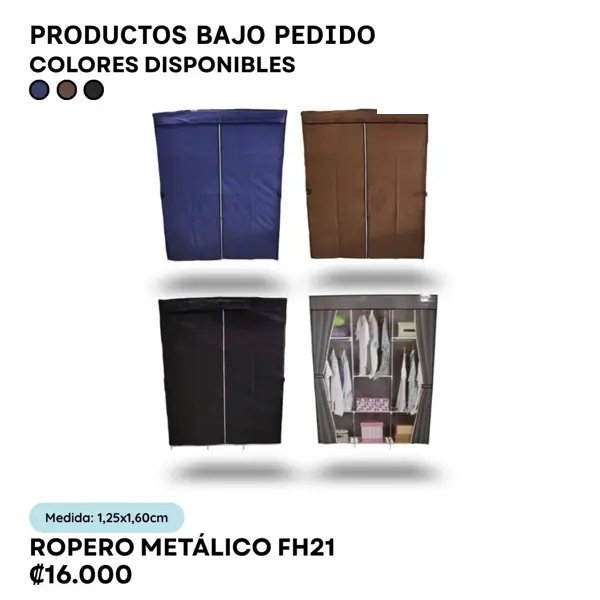 PRODUCTOS BAJO PEDIDO
COLORES DISPONIBLES
Medida: 1,25x1,60cm
ROPERO METÁLICO FH21
₡16.000